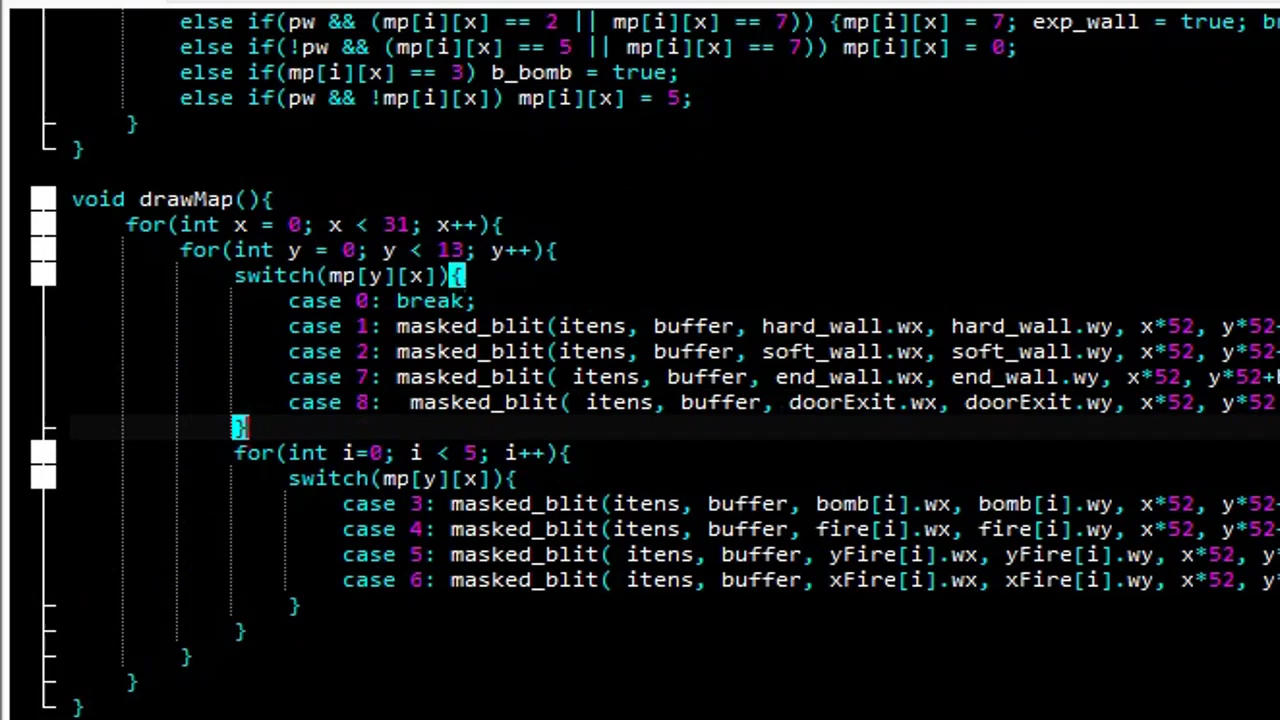 else if(pw && (mp[i][x] == 2 || mp[i][x] == 7)) {mp[i][x] = 7; exp_wall = true;
else if(!pw && (mp[i][x] == 5 || mp[i][x] == 7)) mp[i][x] = 0;
else if(mp[i][x] == 3) b_bomb = true;
else if(pw && !mp[i][x]) mp[i][x] = 5;
}
}
void drawMap(){
for(int x = 0; x < 31; x++){
for(int y = 0; y < 13; y++){
switch(mp[y][x]){
case 0: break;
case 1: masked_blit(itens, buffer, hard_wall.wx, hard_wall.wy, x*52, y*52
case 2: masked_blit(itens, buffer, soft_wall.wx, soft_wall.wy, x*52, y*52
case 7: masked_blit( itens, buffer, end_wall.wx, end_wall.wy, x*52, y*52+
case 8:  masked_blit( itens, buffer, doorExit.wx, doorExit.wy, x*52, y*52
}
for(int i=0; i < 5; i++){
switch(mp[y][x]){
case 3: masked_blit(itens, buffer, bomb[i].wx, bomb[i].wy, x*52, y*52
case 4: masked_blit(itens, buffer, fire[i].wx, fire[i].wy, x*52, y*52
case 5: masked_blit( itens, buffer, yFire[i].wx, yFire[i].wy, x*52, y
case 6: masked_blit( itens, buffer, xFire[i].wx, xFire[i].wy, x*52, y
}
}
}
}
}